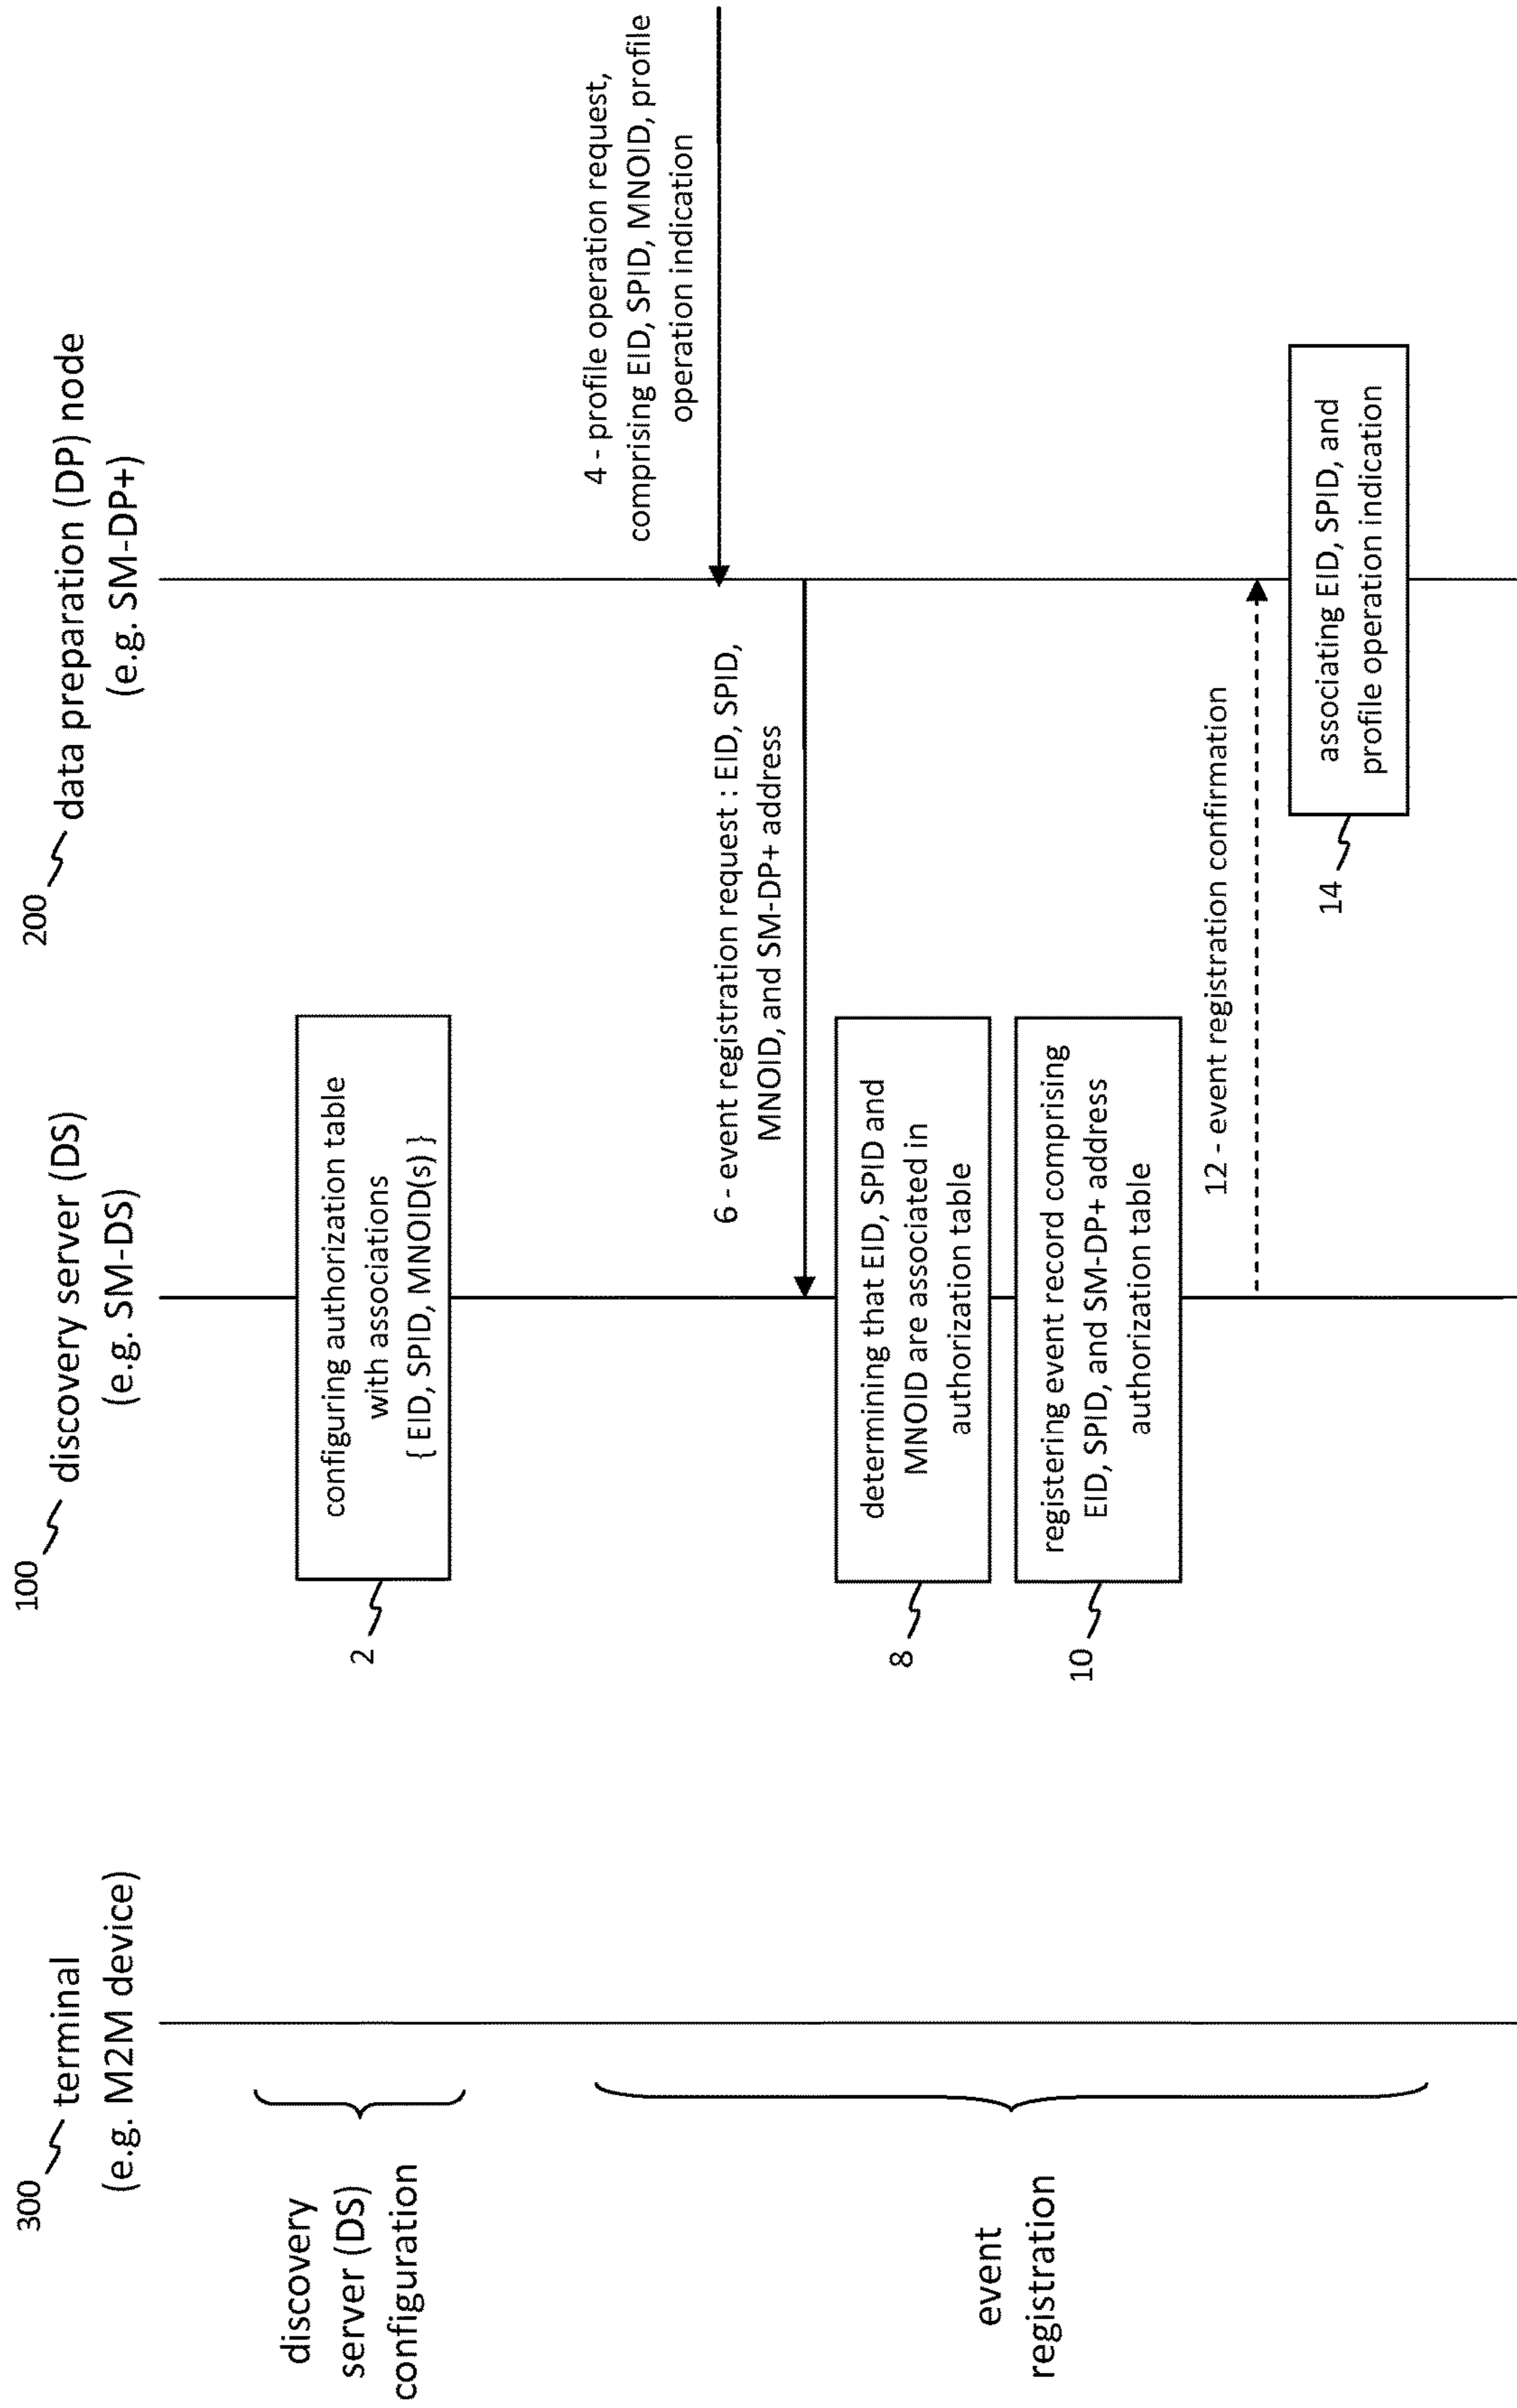 300
terminal
(e.g. M2M device)
100
discovery server (DS)
(e.g. SM-DS)
200
data preparation (DP) node
(e.g. SM-DP+)
discovery
server (DS)
configuration
2
configuring authorization table
with associations
{ EID, SPID, MNOID(s) }
event
registration
4 - profile operation request,
comprising EID, SPID, MNOID, profile
operation indication
6 - event registration request : EID, SPID,
MNOID, and SM-DP+ address
8
determining that EID, SPID and
MNOID are associated in
authorization table
10
registering event record comprising
EID, SPID, and SM-DP+ address
authorization table
12 - event registration confirmation
14
associating EID, SPID, and
profile operation indication